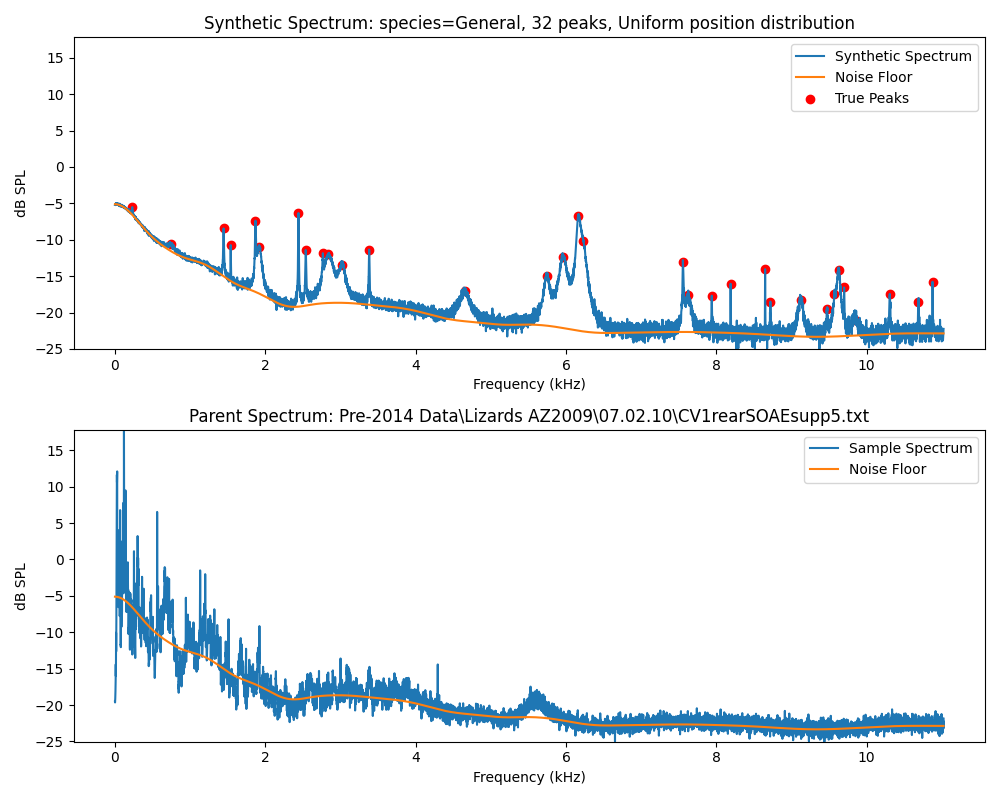 Synthetic Spectrum: species=General, 32 peaks, Uniform position distribution
15
10
5
0
−5
−10
−15
−20
−25
dB SPL
Synthetic Spectrum
Noise Floor
True Peaks
0 2 4 6 8 10
Frequency (kHz)
Parent Spectrum: Pre-2014 Data\Lizards AZ2009\07.02.10\CV1rearSOAEsupp5.txt
15
10
5
0
−5
−10
−15
−20
−25
dB SPL
Sample Spectrum
Noise Floor
0 2 4 6 8 10
Frequency (kHz)